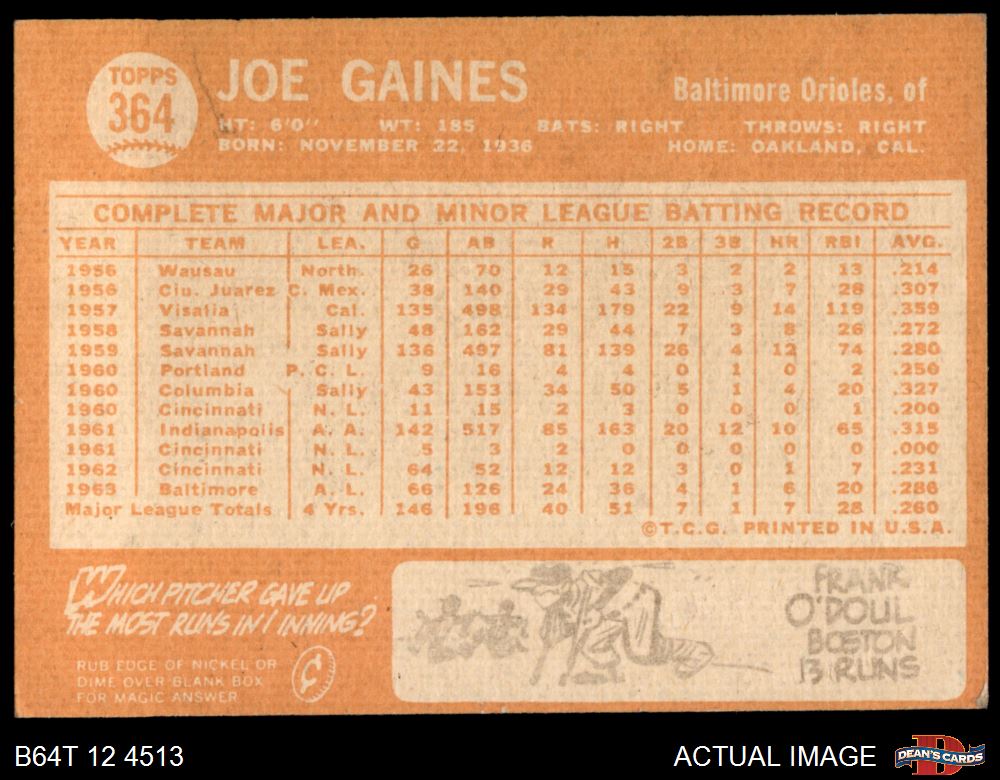 TOPPS
364
JOE GAINES
Baltimore Orioles, of
HT: 6'0" WT: 185 BATS: RIGHT THROWS: RIGHT
BORN: NOVEMBER 22, 1936 HOME: OAKLAND, CAL.
COMPLETE MAJOR AND MINOR LEAGUE BATTING RECORD
YEAR TEAM LEA. G AB R H 2B 3B HR RBI AVG.
1956 Wausau North. 26 70 12 15 3 2 2 13 .214
1956 Ciu. Juarez C. Mex. 38 140 29 43 9 3 7 28 .307
1957 Visalia Cal. 135 498 134 179 22 9 14 119 .359
1958 Savannah Sally 48 162 29 44 7 3 8 26 .272
1959 Savannah Sally 136 497 81 139 26 4 12 74 .280
1960 Portland P. C. L. 9 16 4 4 0 1 0 2 .250
1960 Columbia Sally 43 153 34 50 5 1 4 20 .327
1960 Cincinnati N. L. 11 15 2 3 0 0 0 1 .200
1961 Indianapolis A. A. 142 517 85 163 20 12 10 65 .315
1961 Cincinnati N. L. 5 3 2 0 0 0 0 0 .000
1962 Cincinnati N. L. 64 52 12 12 3 0 1 7 .231
1963 Baltimore A. L. 66 126 24 36 4 1 6 20 .286
Major League Totals 4 Yrs. 146 196 40 51 7 1 7 28 .260
©T.C.G. PRINTED IN U.S.A.
WHICH PITCHER GAVE UP
THE MOST RUNS IN 1 INNING?
RUB EDGE OF NICKEL OR
DIME OVER BLANK BOX
FOR MAGIC ANSWER
FRANK
O'DOUL
BOSTON
13 RUNS
B64T 12 4513
ACTUAL IMAGE
DEAN'S CARDS